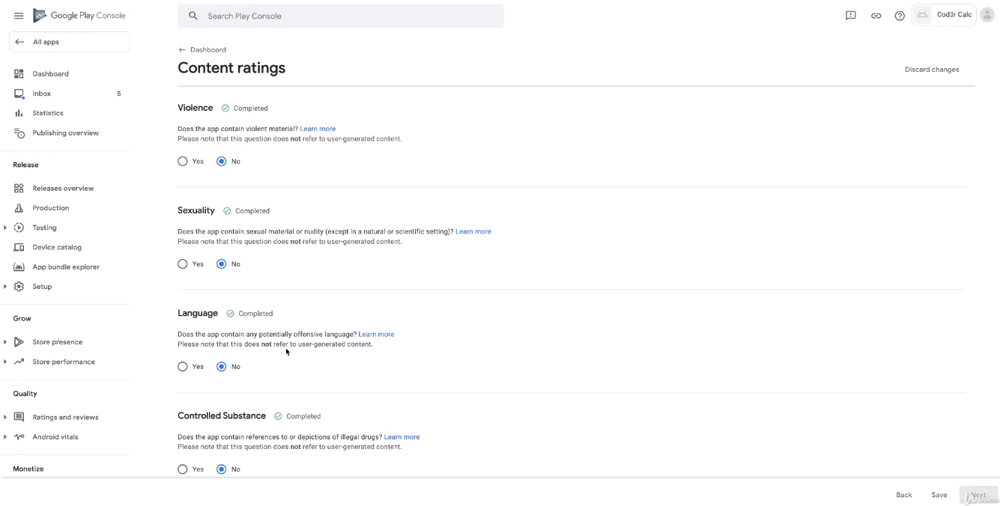 Google Play Console
Search Play Console
Cod3r Calc
All apps
Dashboard
Inbox 5
Statistics
Publishing overview
Release
Releases overview
Production
Testing
Device catalog
App bundle explorer
Setup
Grow
Store presence
Store performance
Quality
Ratings and reviews
Android vitals
Monetize
Dashboard
Content ratings
Discard changes
Violence Completed
Does the app contain violent material? Learn more
Please note that this question does not refer to user-generated content.
Yes No
Sexuality Completed
Does the app contain sexual material or nudity (except in a natural or scientific setting)? Learn more
Please note that this question does not refer to user-generated content.
Yes No
Language Completed
Does the app contain any potentially offensive language? Learn more
Please note that this does not refer to user-generated content.
Yes No
Controlled Substance Completed
Does the app contain references to or depictions of illegal drugs? Learn more
Please note that this question does not refer to user-generated content.
Yes No
Back Save Next